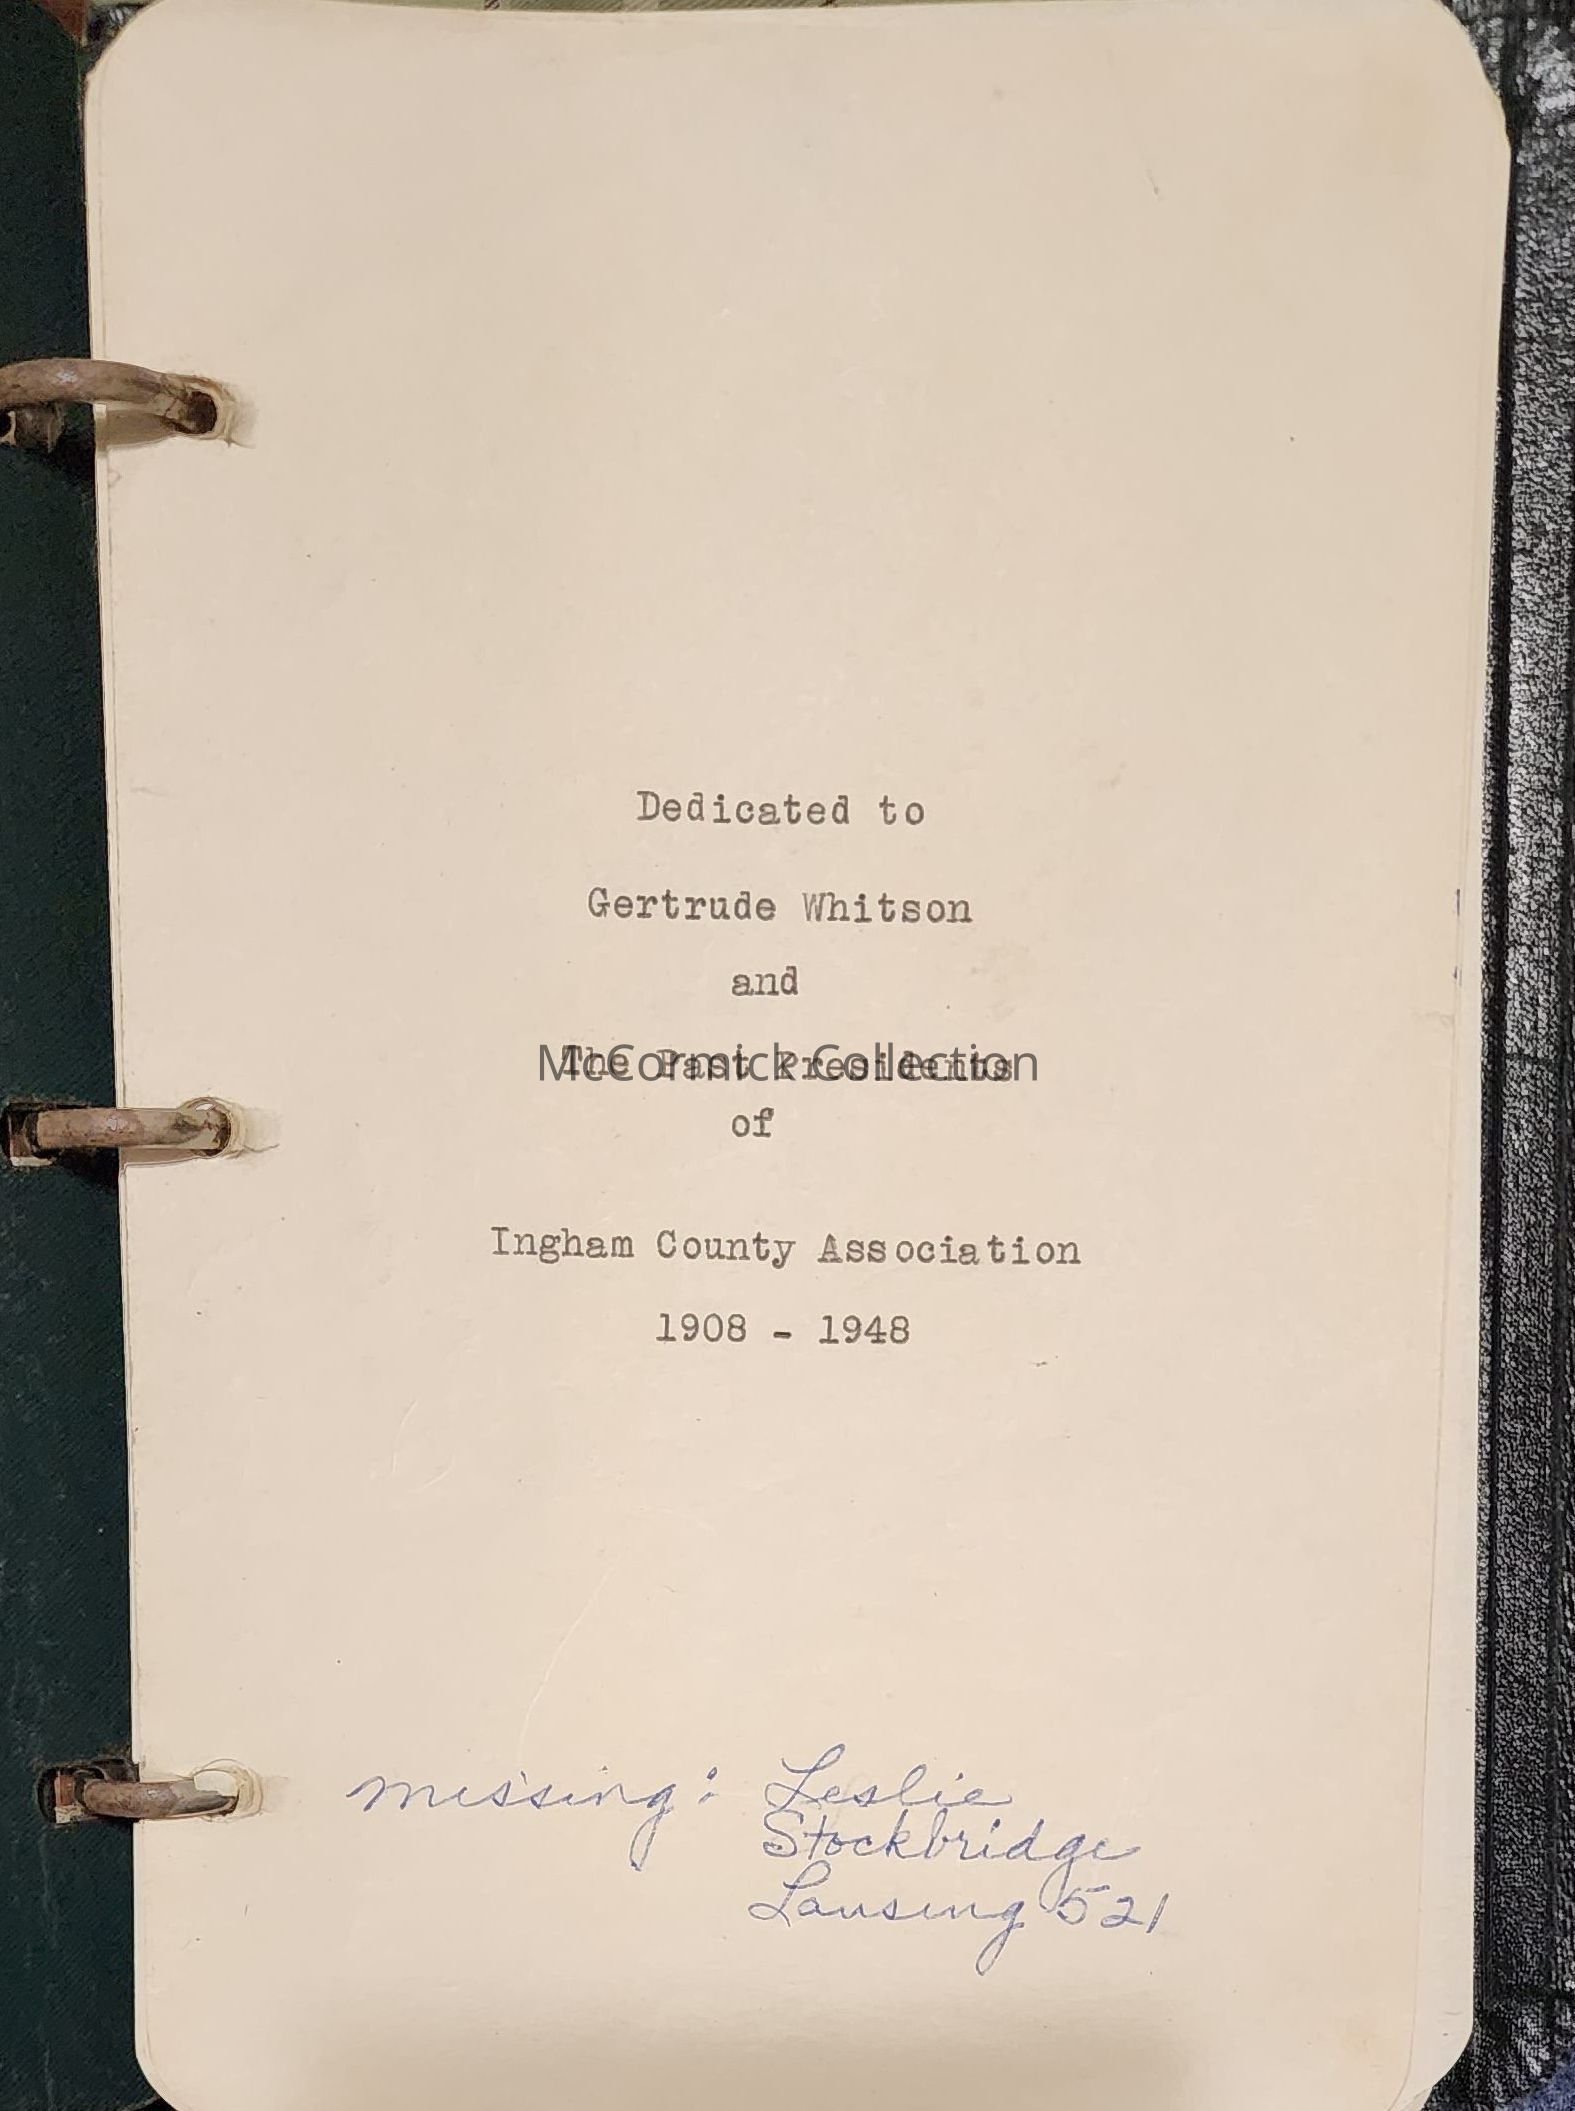 Dedicated to
Gertrude Whitson
and
The Past Presidents
McCormick Collection
of
Ingham County Association
1908 - 1948
missing: Leslie
Stockbridge
Lansing 521